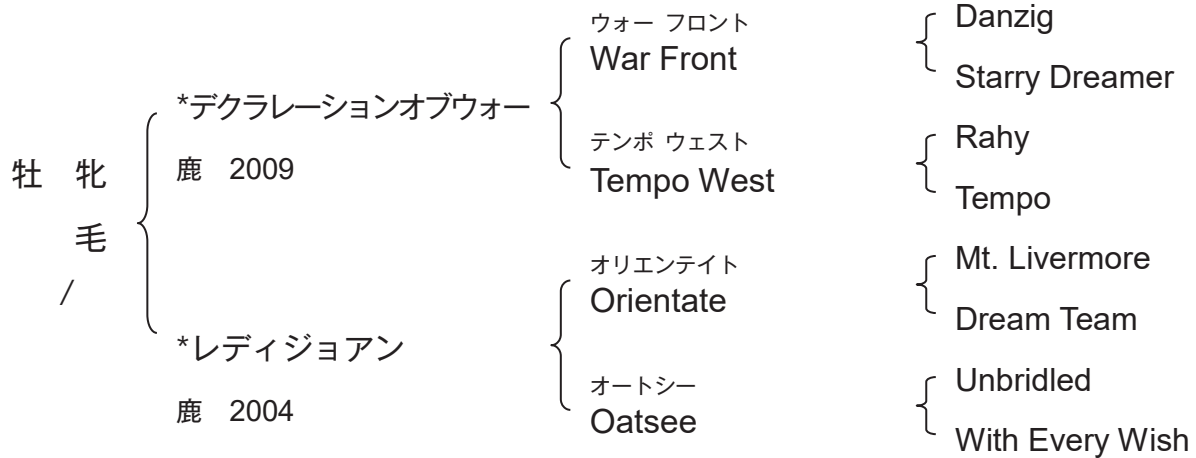 牡 牝
毛
/
*デクラレーションオブウォー
鹿 2009
*レディジョアン
鹿 2004
ウォー フロント
War Front
テンポ ウェスト
Tempo West
オリエンテイト
Orientate
オートシー
Oatsee
Danzig
Starry Dreamer
Rahy
Tempo
Mt. Livermore
Dream Team
Unbridled
With Every Wish